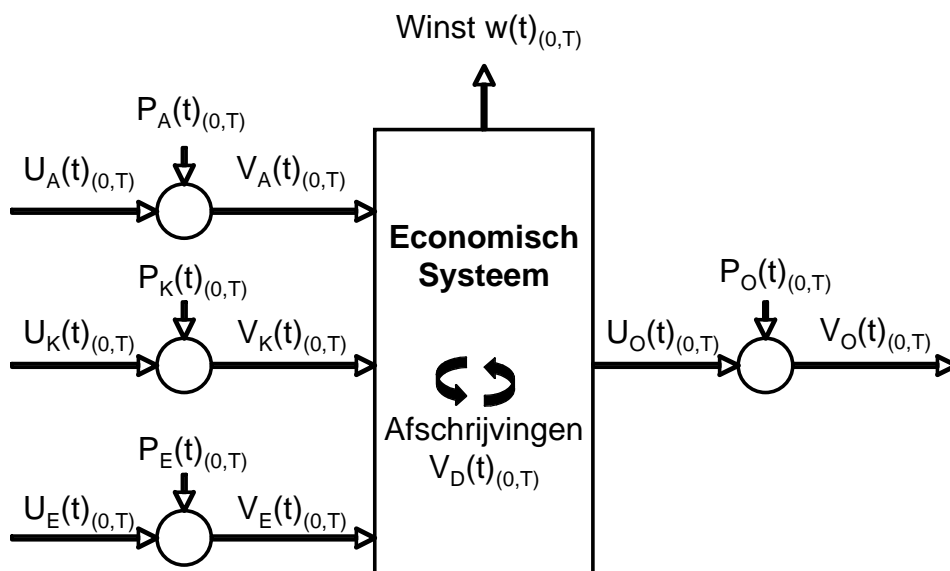 Winst w(t)(0,T)
PA(t)(0,T)
UA(t)(0,T)
VA(t)(0,T)
Economisch
Systeem
PK(t)(0,T)
UK(t)(0,T)
VK(t)(0,T)
PO(t)(0,T)
UO(t)(0,T)
VO(t)(0,T)
Afschrijvingen
VD(t)(0,T)
PE(t)(0,T)
UE(t)(0,T)
VE(t)(0,T)